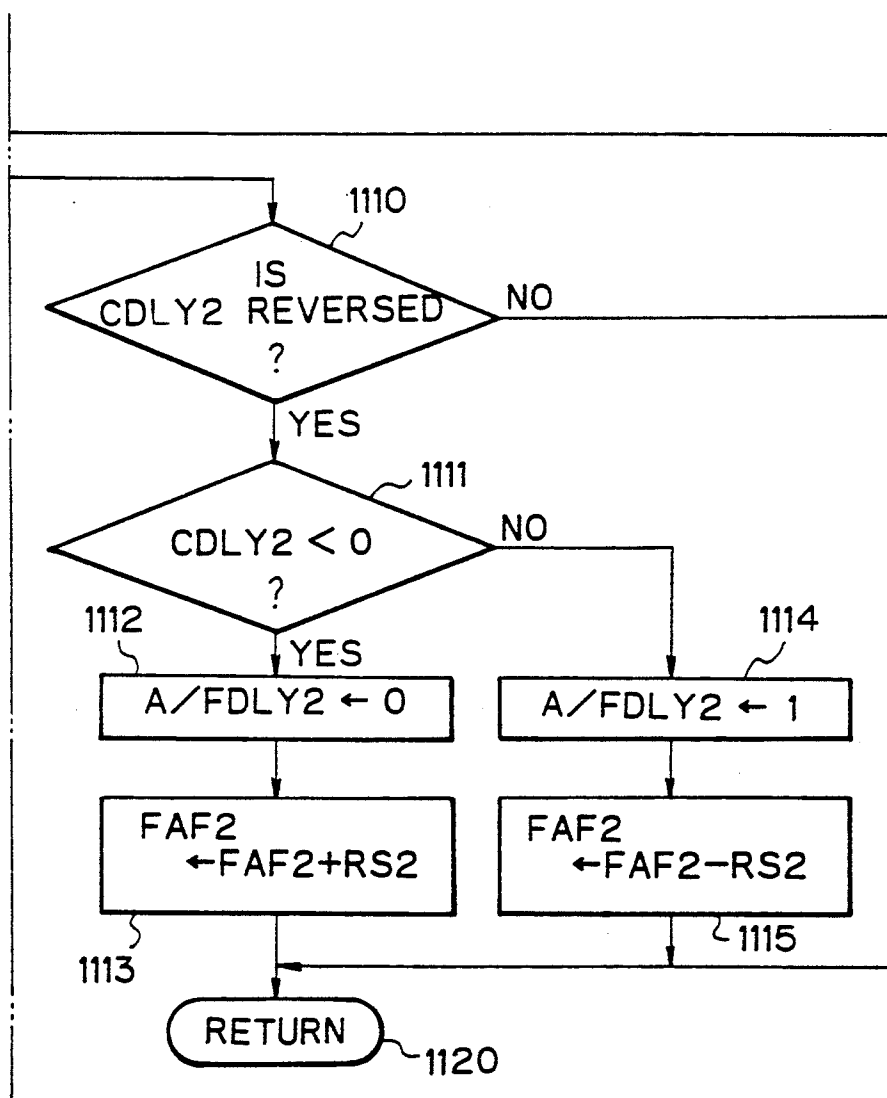 1110
IS
CDLY2 REVERSED
?
NO
YES
1111
CDLY2 < 0
?
NO
YES
1112
A/FDLY2 ← 0
1114
A/FDLY2 ← 1
FAF2
←FAF2+RS2
1113
FAF2
←FAF2−RS2
1115
RETURN
1120